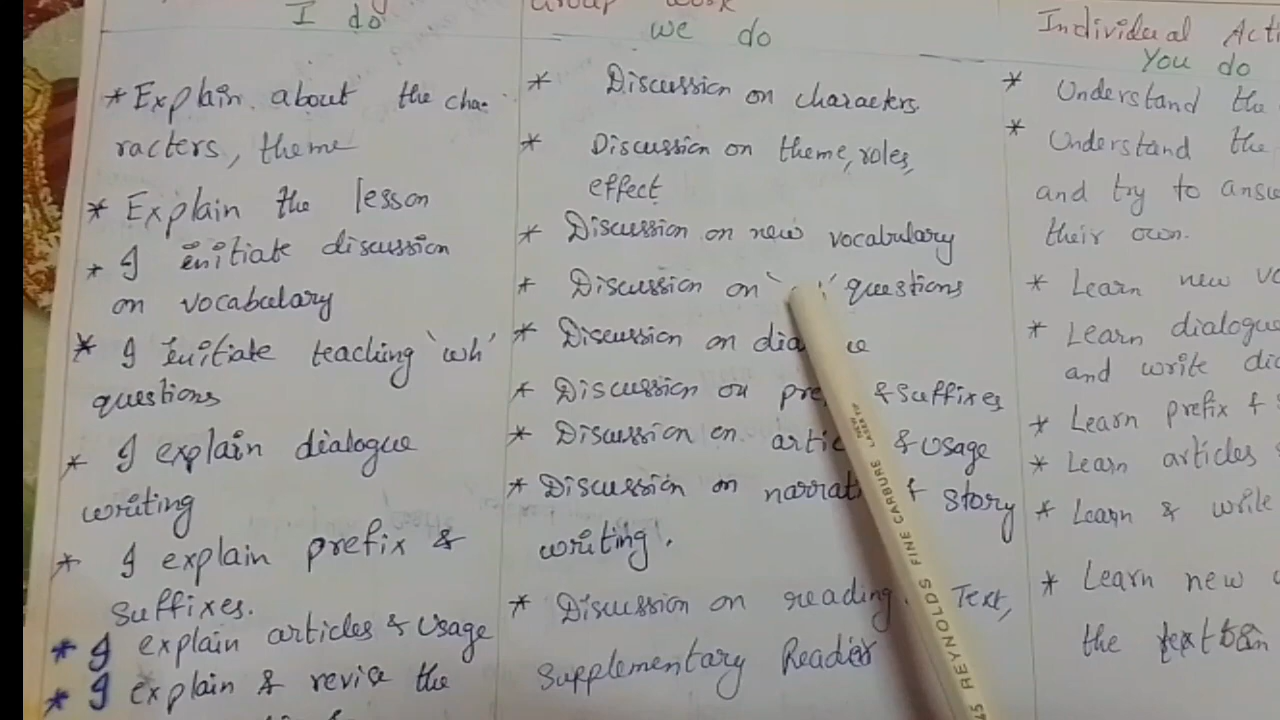 I do
* Explain about the cha-
racters, theme
* Explain the lesson
* I initiate discussion
on vocabulary
* I initiate teaching 'wh'
questions
* I explain dialogue
writing
* I explain prefix &
suffixes.
* I explain articles & Usage
* I explain & revise the
Group work
we do
* Discussion on characters
* Discussion on theme, roles,
effect
* Discussion on new vocabulary
* Discussion on questions
* Discussion on
* Discussion on & suffixes
* Discussion on & Usage
* Discussion on story
writing'.
* Discussion on reading. Text,
Supplementary Reader
Individual
You do
* Understand the
* Understand the
and try to
their own.
* Learn new
* Learn dialogue
and write
* Learn prefix &
* Learn articles
* Learn & write
* Learn new
the
REYNOLDS FINE CARBURE NEW LASER TIP